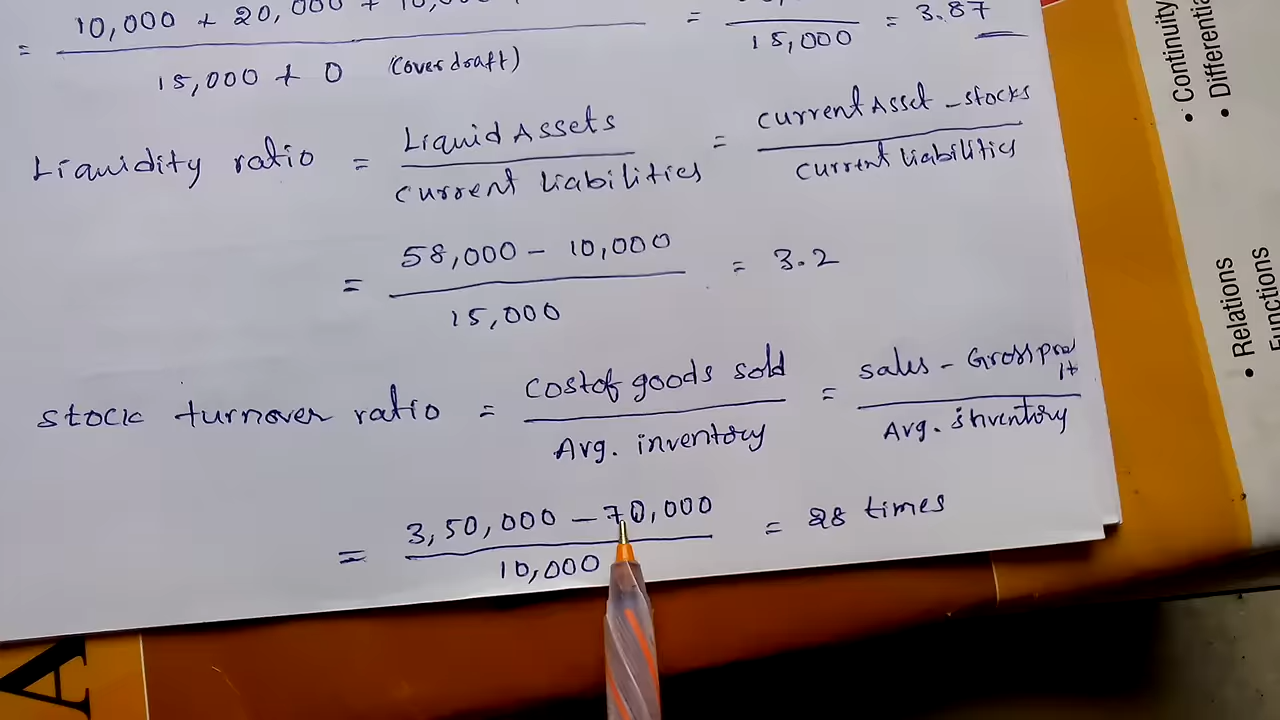 = 10,000 + 20,000 + 10,000 / 15,000 + 0 (overdraft) = / 15,000 = 3.87
Liquidity ratio = Liquid Assets / current liabilities = current Asset - stocks / current liabilities
= 58,000 - 10,000 / 15,000 = 3.2
stock turnover ratio = cost of goods sold / Avg. inventory = sales - Gross profit / Avg. inventory
= 3,50,000 - 70,000 / 10,000 = 28 times
• Continuity
• Differential
• Relations
Functions
A